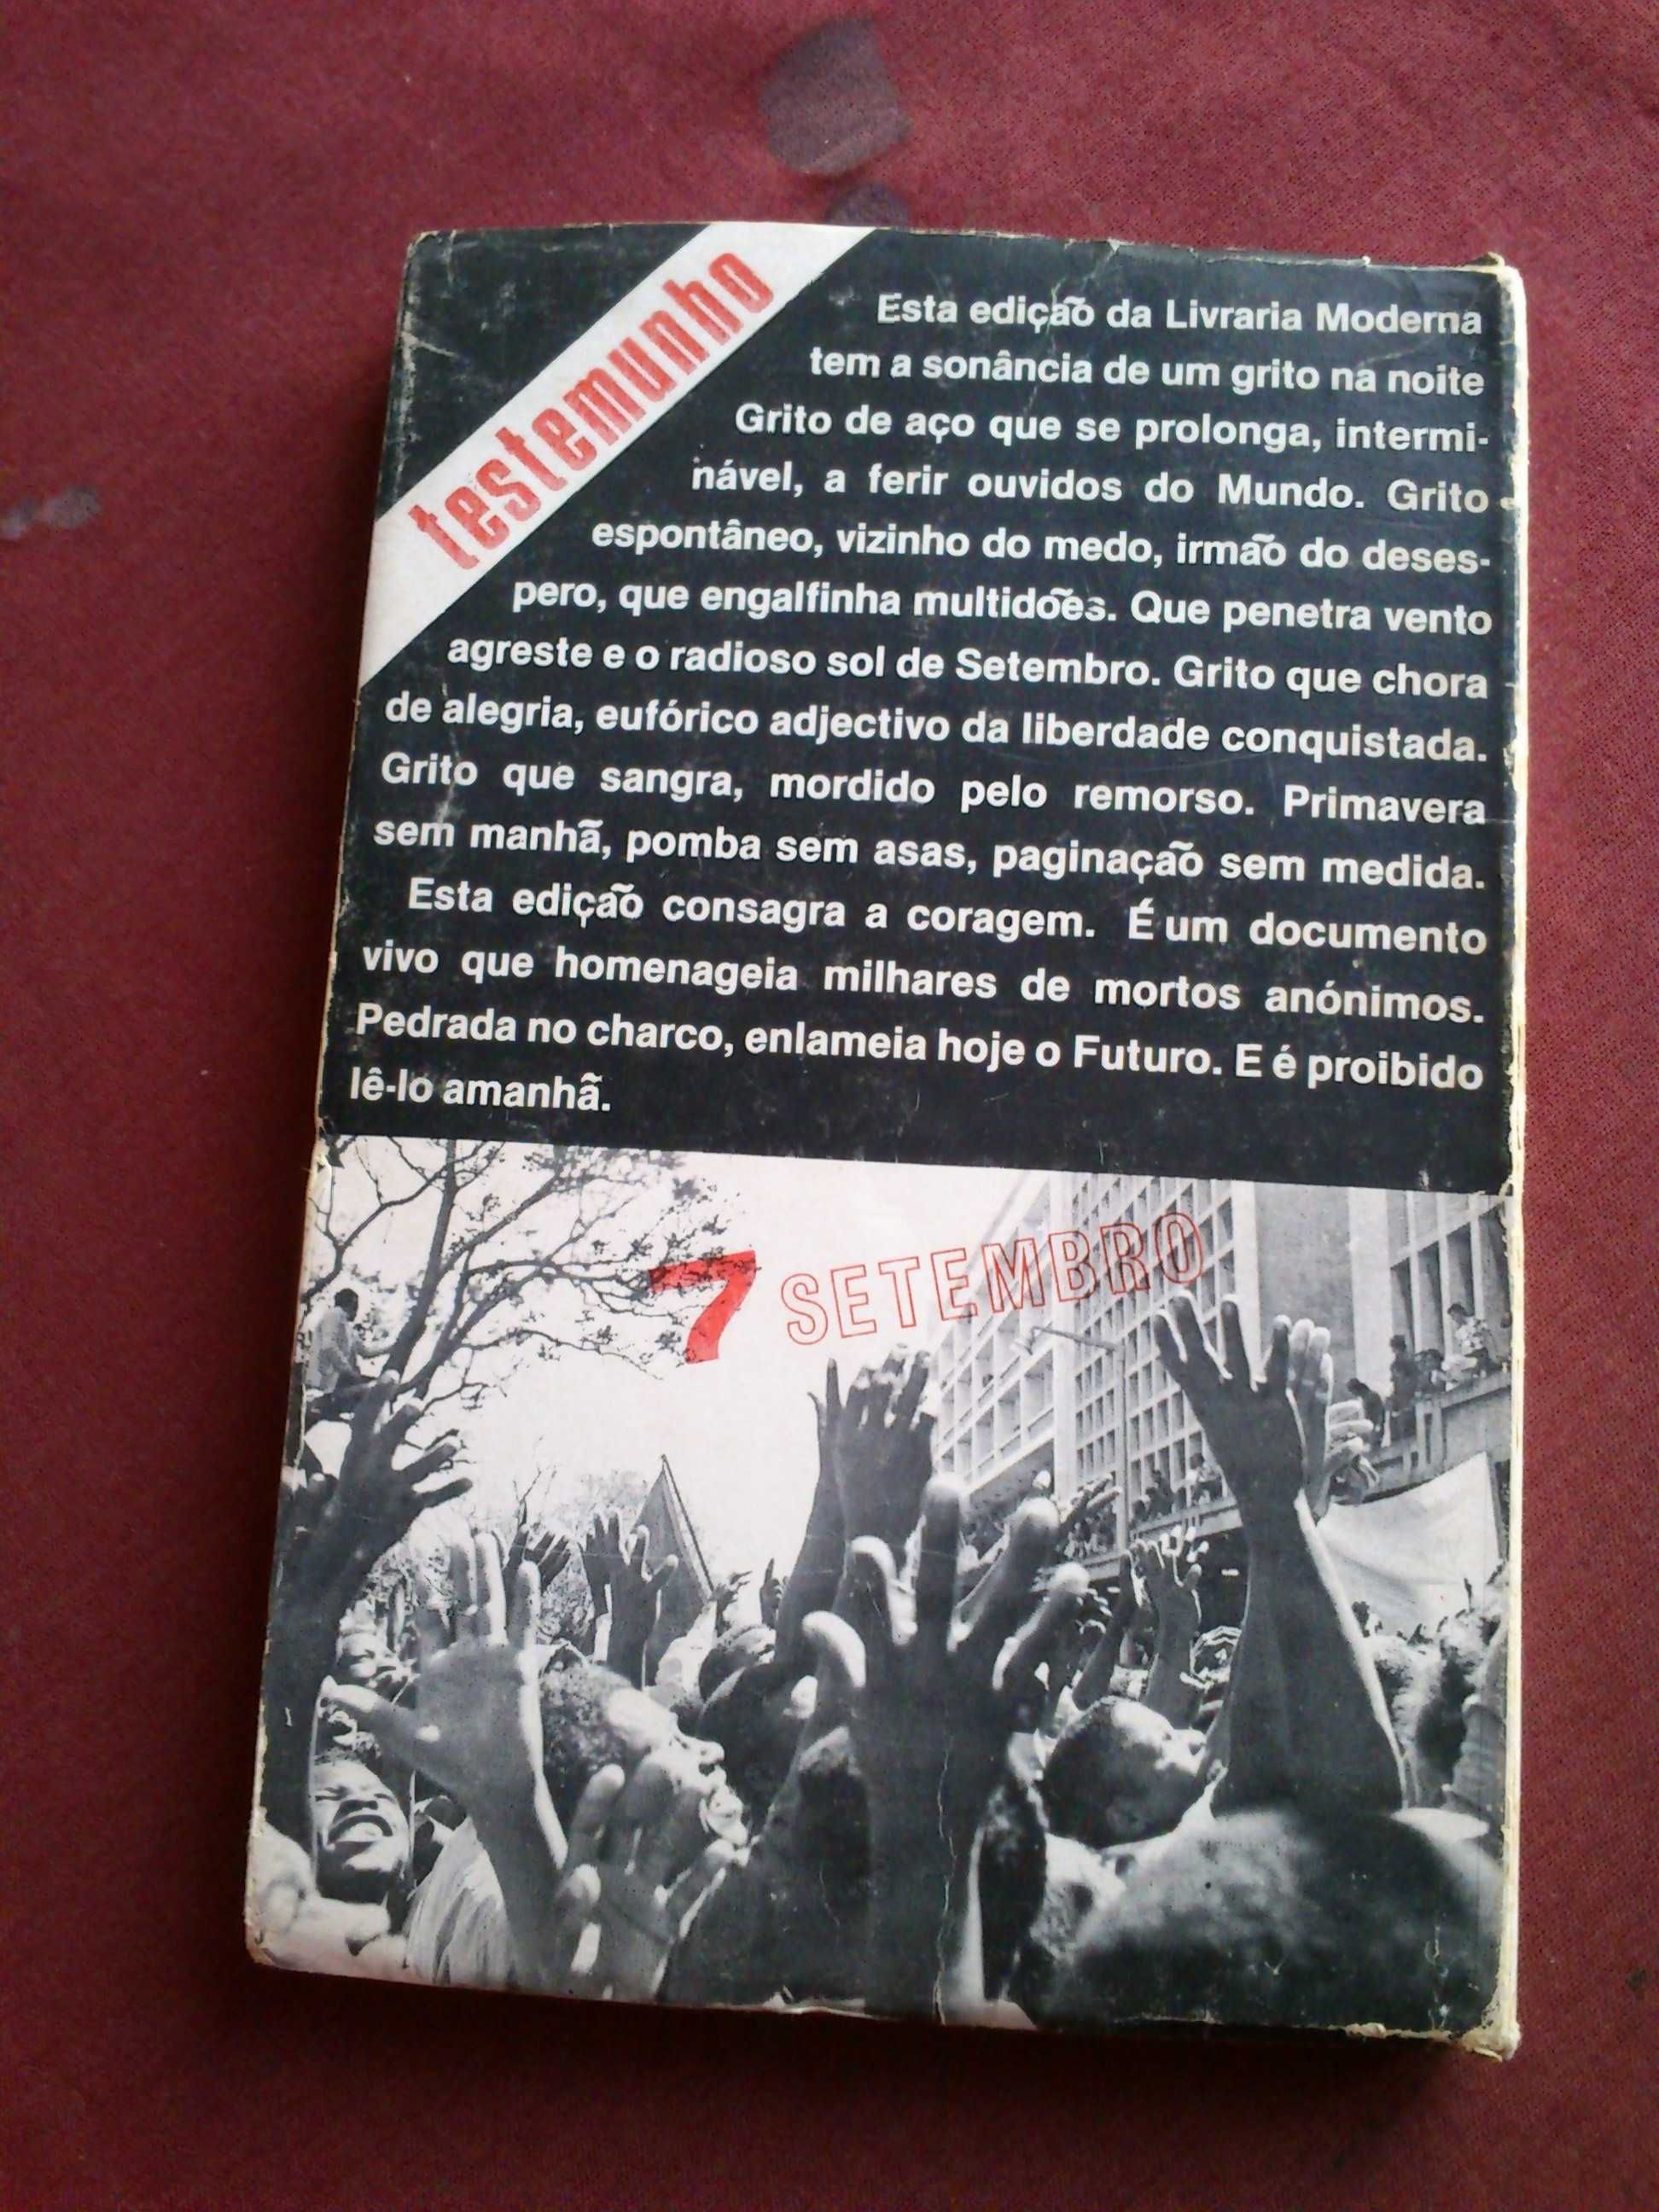 testemunho
Esta edição da Livraria Moderna
tem a sonância de um grito na noite
Grito de aço que se prolonga, intermi-
nável, a ferir ouvidos do Mundo. Grito
espontâneo, vizinho do medo, irmão do deses-
pero, que engalfinha multidões. Que penetra vento
agreste e o radioso sol de Setembro. Grito que chora
de alegria, eufórico adjectivo da liberdade conquistada.
Grito que sangra, mordido pelo remorso. Primavera
sem manhã, pomba sem asas, paginação sem medida.
Esta edição consagra a coragem. É um documento
vivo que homenageia milhares de mortos anónimos.
Pedrada no charco, enlameia hoje o Futuro. E é proibido
lê-lo amanhã.
7 SETEMBRO